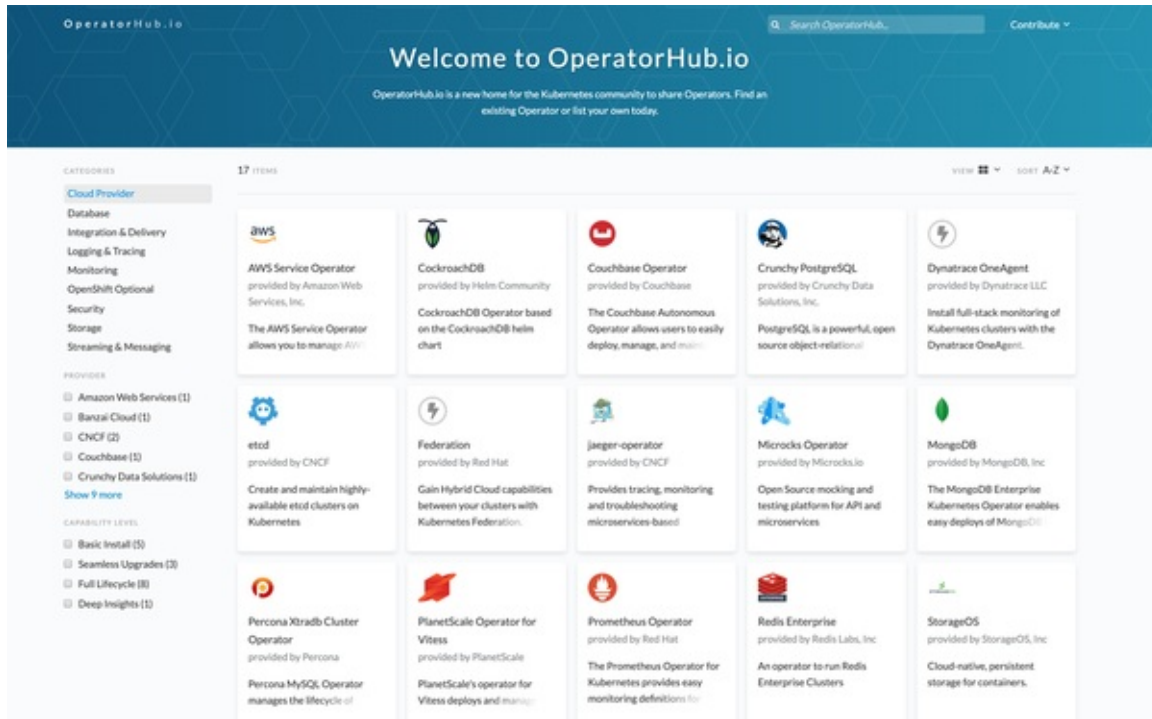 OperatorHub.io
Search OperatorHub...
Contribute
Welcome to OperatorHub.io
OperatorHub.io is a new home for the Kubernetes community to share Operators. Find an
existing Operator or list your own today.
CATEGORIES
Cloud Provider
Database
Integration & Delivery
Logging & Tracing
Monitoring
OpenShift Optional
Security
Storage
Streaming & Messaging
PROVIDER
Amazon Web Services (1)
Banzai Cloud (1)
CNCF (2)
Couchbase (1)
Crunchy Data Solutions (1)
Show 9 more
CAPABILITY LEVEL
Basic Install (5)
Seamless Upgrades (3)
Full Lifecycle (8)
Deep Insights (1)
17 ITEMS
VIEW
SORT A-Z
aws
AWS Service Operator
provided by Amazon Web
Services, Inc.
The AWS Service Operator
allows you to manage AWS
CockroachDB
provided by Helm Community
CockroachDB Operator based
on the CockroachDB helm
chart
Couchbase Operator
provided by Couchbase
The Couchbase Autonomous
Operator allows users to easily
deploy, manage, and
Crunchy PostgreSQL
provided by Crunchy Data
Solutions, Inc.
PostgreSQL is a powerful, open
source object-relational
Dynatrace OneAgent
provided by Dynatrace LLC
Install full-stack monitoring of
Kubernetes clusters with the
Dynatrace OneAgent.
etcd
provided by CNCF
Create and maintain highly-
available etcd clusters on
Kubernetes
Federation
provided by Red Hat
Gain Hybrid Cloud capabilities
between your clusters with
Kubernetes Federation.
jaeger-operator
provided by CNCF
Provides tracing, monitoring
and troubleshooting
microservices-based
Microcks Operator
provided by Microcks.io
Open Source mocking and
testing platform for API and
microservices
MongoDB
provided by MongoDB, Inc
The MongoDB Enterprise
Kubernetes Operator enables
easy deploys of MongoDB
Percona Xtradb Cluster
Operator
provided by Percona
Percona MySQL Operator
manages the lifecycle of
PlanetScale Operator for
Vitess
provided by PlanetScale
PlanetScale's operator for
Vitess deploys and
Prometheus Operator
provided by Red Hat
The Prometheus Operator for
Kubernetes provides easy
monitoring definitions for
Redis Enterprise
provided by Redis Labs, Inc
An operator to run Redis
Enterprise Clusters
StorageOS
provided by StorageOS, Inc
Cloud-native, persistent
storage for containers.